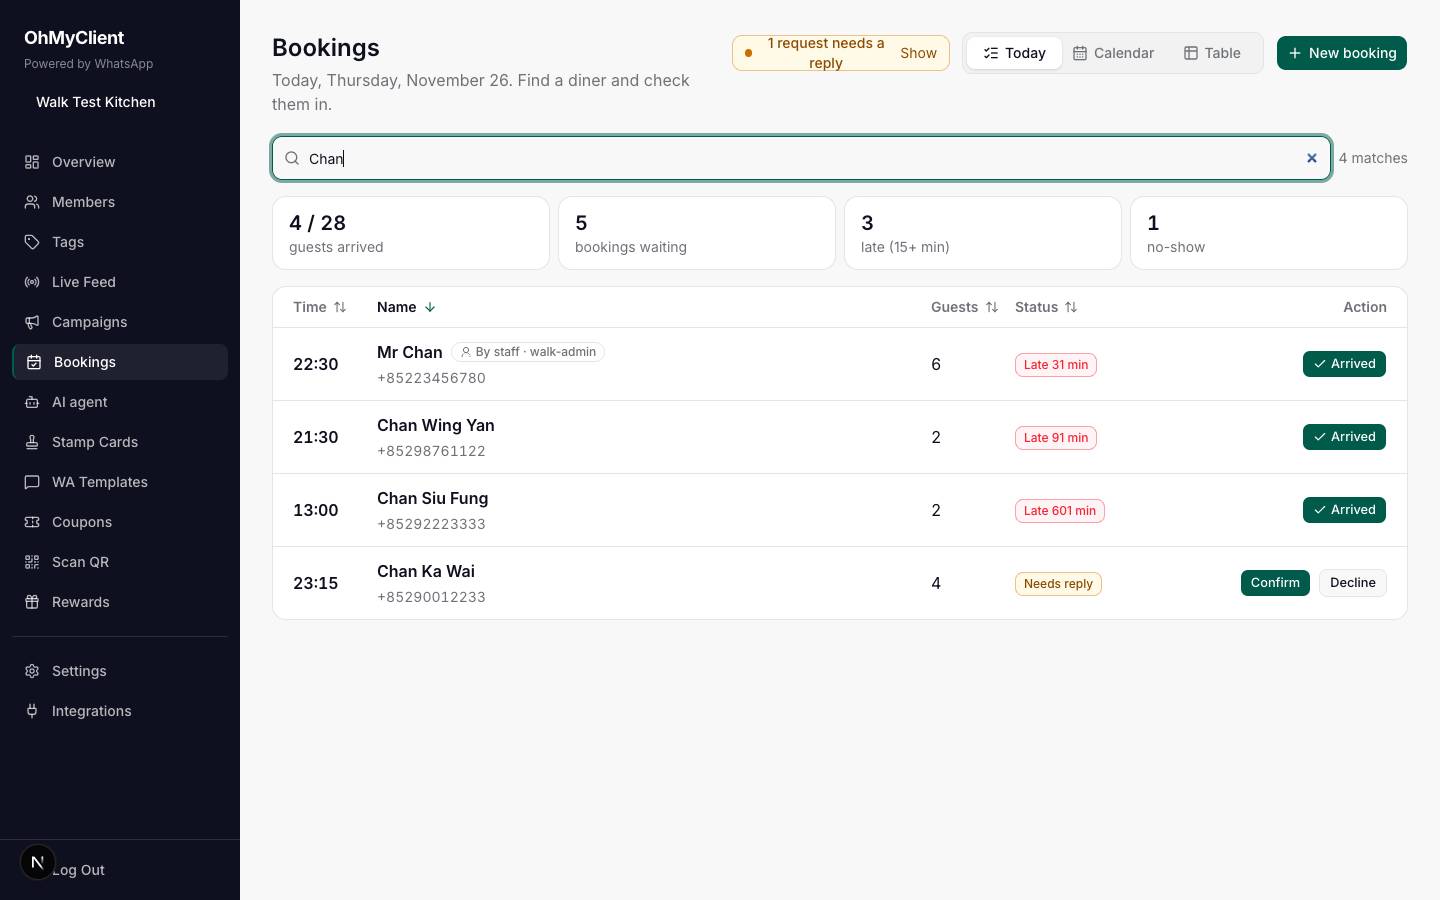 OhMyClient
Powered by WhatsApp
Walk Test Kitchen
Overview
Members
Tags
Live Feed
Campaigns
Bookings
AI agent
Stamp Cards
WA Templates
Coupons
Scan QR
Rewards
Settings
Integrations
N
Log Out
Bookings
Today, Thursday, November 26. Find a diner and check
them in.
1 request needs a
reply
Show
Today
Calendar
Table
New booking
Chan
4 matches
4 / 28
guests arrived
5
bookings waiting
3
late (15+ min)
1
no-show
Time Name Guests Status Action
22:30 Mr Chan By staff · walk-admin 6 Late 31 min Arrived
+85223456780
21:30 Chan Wing Yan 2 Late 91 min Arrived
+85298761122
13:00 Chan Siu Fung 2 Late 601 min Arrived
+85292223333
23:15 Chan Ka Wai 4 Needs reply Confirm Decline
+85290012233